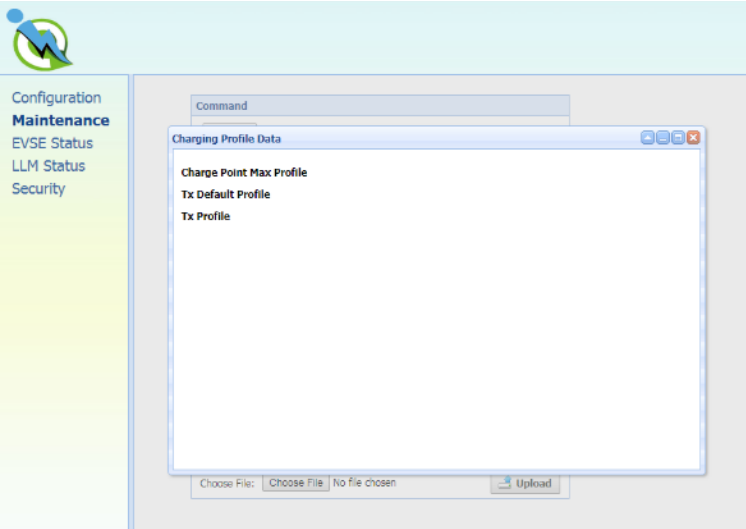 Configuration
Maintenance
EVSE Status
LLM Status
Security
Command
Charging Profile Data
Charge Point Max Profile
Tx Default Profile
Tx Profile
Choose File: Choose File No file chosen Upload